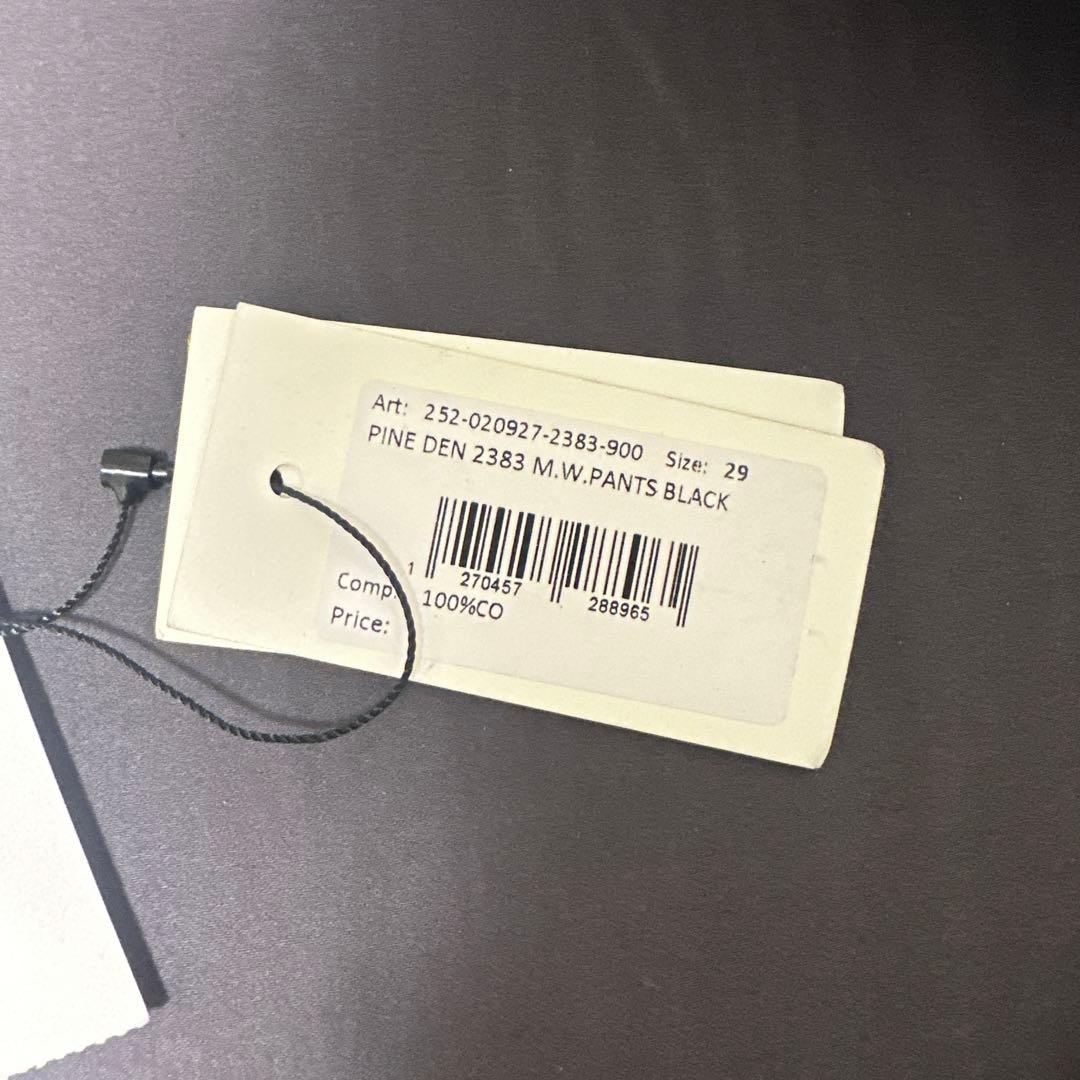 Art: 252-020927-2383-900 Size: 29
PINE DEN 2383 M.W.PANTS BLACK
1 270457 288965
Comp.: 100%CO
Price: